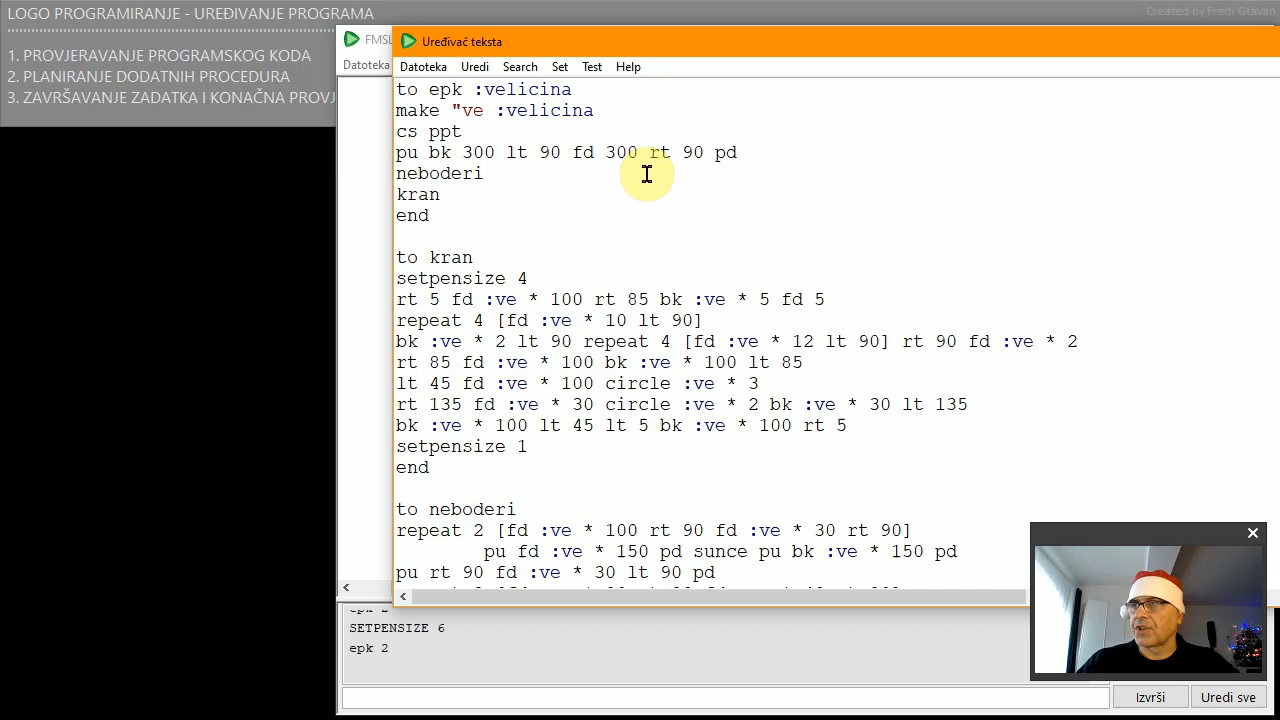 LOGO PROGRAMIRANJE - UREĐIVANJE PROGRAMA
Created by Fredi Glavan
1. PROVJERAVANJE PROGRAMSKOG KODA
2. PLANIRANJE DODATNIH PROCEDURA
3. ZAVRŠAVANJE ZADATKA I KONAČNA PROVJ
FMSL
Datoteka
Uređivač teksta
Datoteka Uredi Search Set Test Help
to epk :velicina
make "ve :velicina
cs ppt
pu bk 300 lt 90 fd 300 rt 90 pd
neboderi
kran
end
to kran
setpensize 4
rt 5 fd :ve * 100 rt 85 bk :ve * 5 fd 5
repeat 4 [fd :ve * 10 lt 90]
bk :ve * 2 lt 90 repeat 4 [fd :ve * 12 lt 90] rt 90 fd :ve * 2
rt 85 fd :ve * 100 bk :ve * 100 lt 85
lt 45 fd :ve * 100 circle :ve * 3
rt 135 fd :ve * 30 circle :ve * 2 bk :ve * 30 lt 135
bk :ve * 100 lt 45 lt 5 bk :ve * 100 rt 5
setpensize 1
end
to neboderi
repeat 2 [fd :ve * 100 rt 90 fd :ve * 30 rt 90]
pu fd :ve * 150 pd sunce pu bk :ve * 150 pd
pu rt 90 fd :ve * 30 lt 90 pd
epk 2
SETPENSIZE 6
epk 2
Izvrši Uredi sve